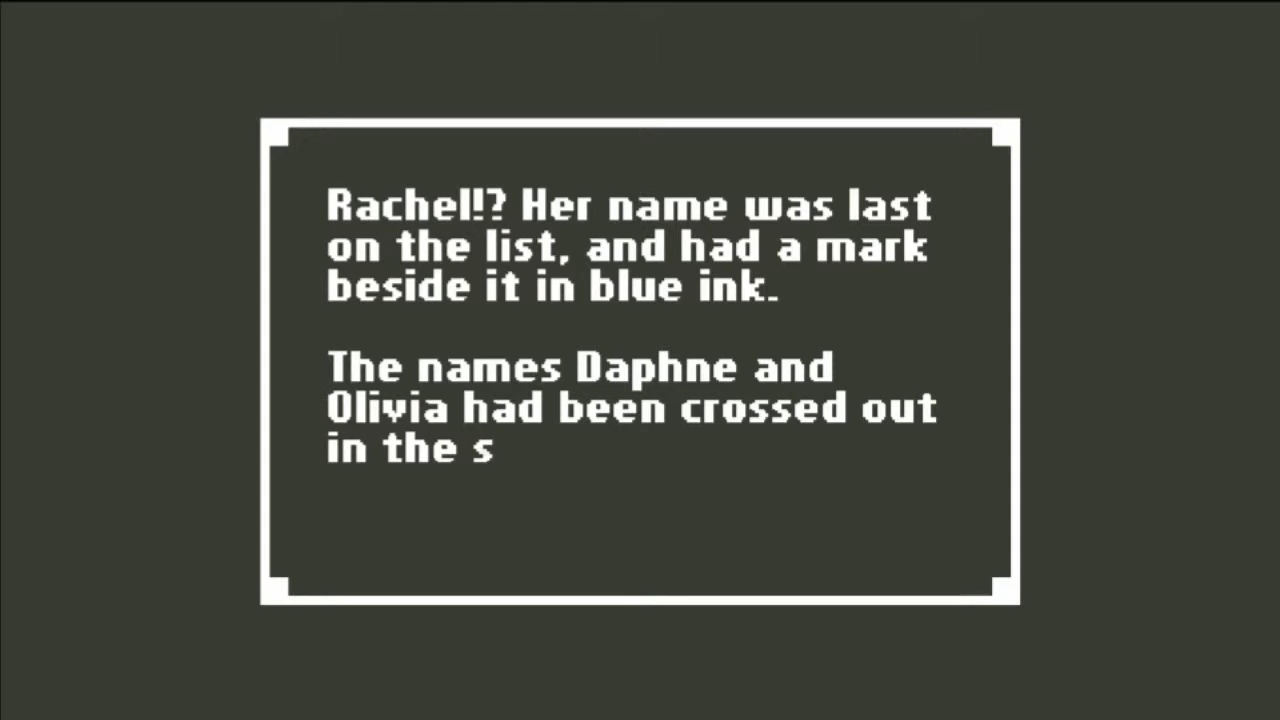 Rachel!? Her name was last
on the list, and had a mark
beside it in blue ink.
The names Daphne and
Olivia had been crossed out
in the s